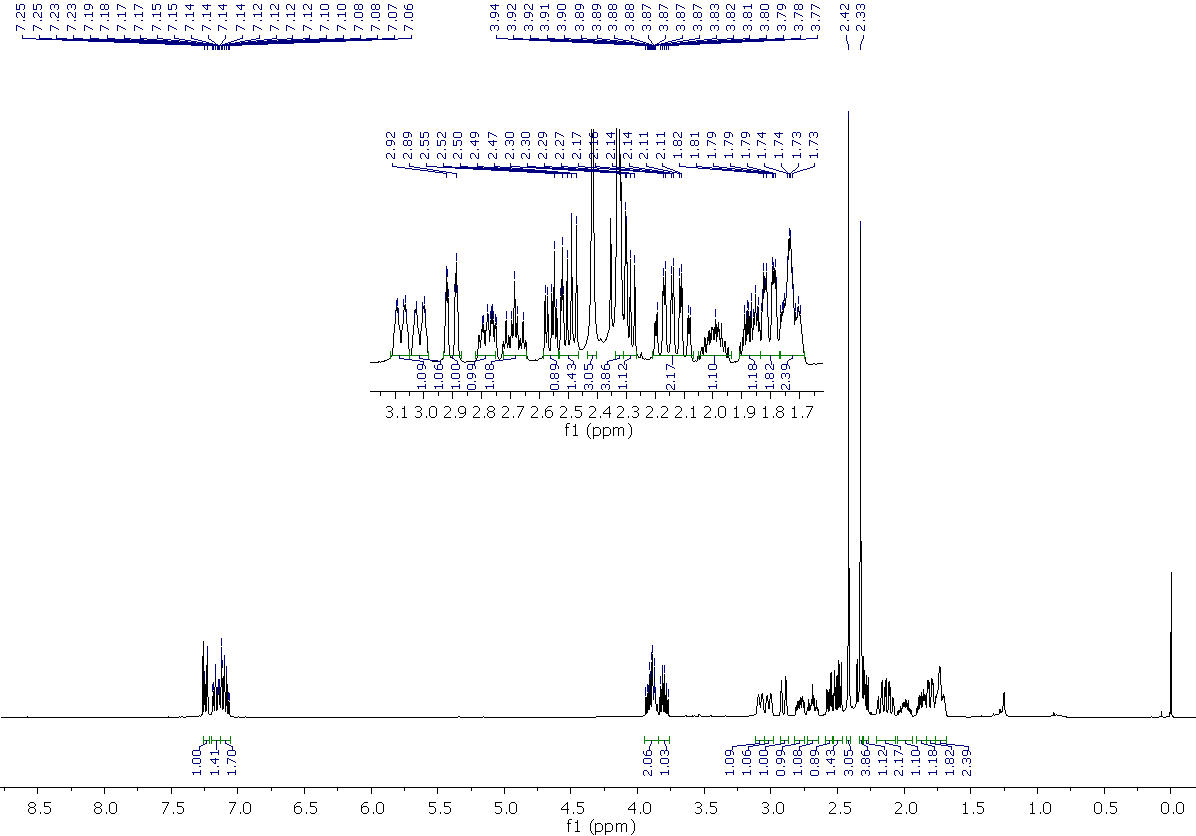 7.25 7.25 7.23 7.23 7.19 7.18 7.17 7.17 7.15 7.15 7.14 7.14 7.14 7.14 7.12 7.12 7.12 7.12 7.10 7.10 7.08 7.08 7.07 7.06 3.94 3.92 3.92 3.91 3.90 3.89 3.89 3.88 3.88 3.87 3.87 3.87 3.87 3.83 3.82 3.81 3.80 3.79 3.78 3.77 2.42 2.33
2.92 2.89 2.55 2.52 2.50 2.49 2.47 2.30 2.30 2.29 2.27 2.17 2.16 2.14 2.14 2.11 2.11 1.82 1.81 1.79 1.79 1.79 1.74 1.74 1.73 1.73
1.09 1.06 1.00 0.99 1.08 0.89 1.43 3.05 3.86 1.12 2.17 1.10 1.18 1.82 2.39
3.1 3.0 2.9 2.8 2.7 2.6 2.5 2.4 2.3 2.2 2.1 2.0 1.9 1.8 1.7
f1 (ppm)
1.00 1.41 1.70 2.06 1.03 1.09 1.06 1.00 0.99 1.08 0.89 1.43 3.05 3.86 1.12 2.17 1.10 1.18 1.82 2.39
8.5 8.0 7.5 7.0 6.5 6.0 5.5 5.0 4.5 4.0 3.5 3.0 2.5 2.0 1.5 1.0 0.5 0.0
f1 (ppm)